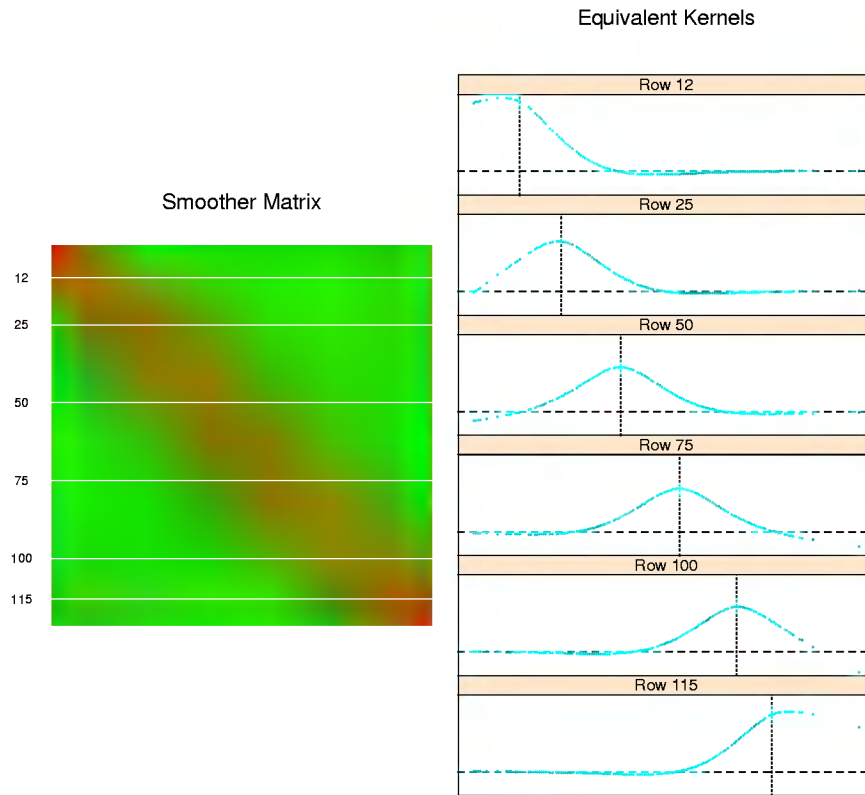 Equivalent Kernels
Row 12
Smoother Matrix
12
25
50
75
100
115
Row 25
Row 50
Row 75
Row 100
Row 115